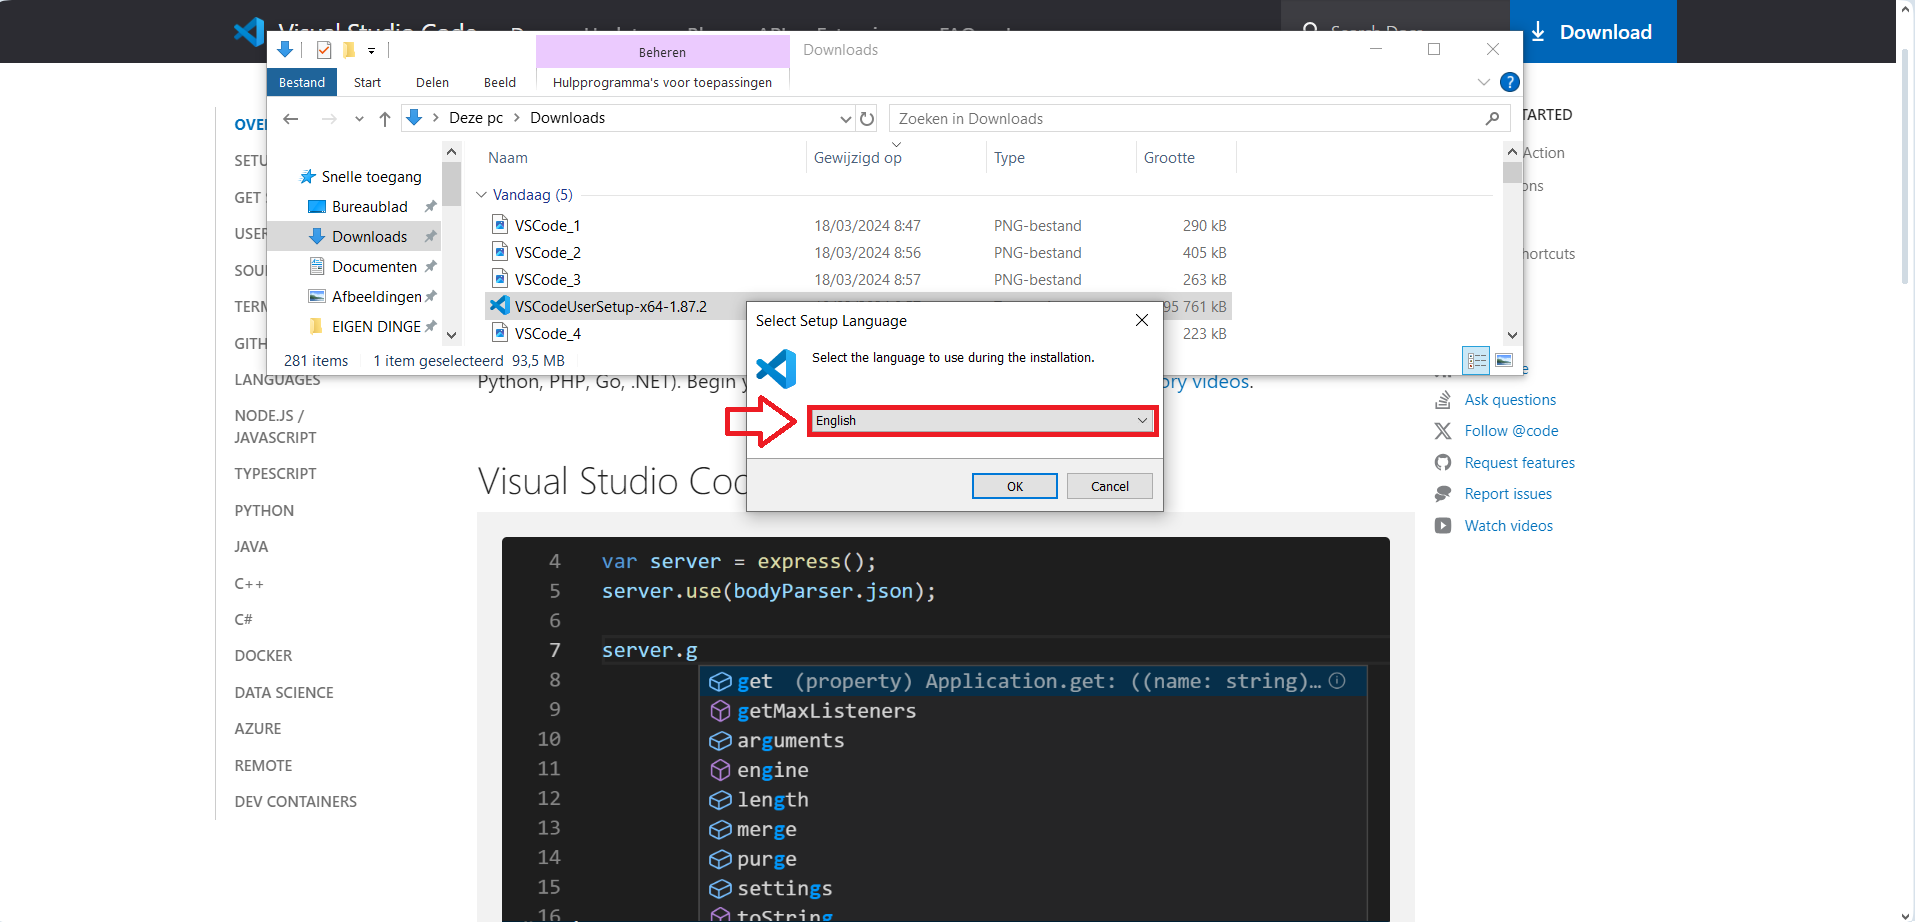 Visual Studio Code
Search Docs
Download
Beheren
Downloads
Bestand
Start
Delen
Beeld
Hulpprogramma's voor toepassingen
Deze pc
Downloads
Zoeken in Downloads
Snelle toegang
Bureaublad
Downloads
Documenten
Afbeeldingen
EIGEN DINGE
Naam
Gewijzigd op
Type
Grootte
Vandaag (5)
VSCode_1 18/03/2024 8:47 PNG-bestand 290 kB
VSCode_2 18/03/2024 8:56 PNG-bestand 405 kB
VSCode_3 18/03/2024 8:57 PNG-bestand 263 kB
VSCodeUserSetup-x64-1.87.2 95 761 kB
VSCode_4 223 kB
281 items 1 item geselecteerd 93,5 MB
Select Setup Language
Select the language to use during the installation.
English
OK
Cancel
OVE
SETU
GET
USER
SOU
TERM
GITH
LANGUAGES
NODE.JS /
JAVASCRIPT
TYPESCRIPT
PYTHON
JAVA
C++
C#
DOCKER
DATA SCIENCE
AZURE
REMOTE
DEV CONTAINERS
Python, PHP, Go, .NET). Begin y
ory videos.
Visual Studio Co
4 var server = express();
5 server.use(bodyParser.json);
6
7 server.g
8 get (property) Application.get: ((name: string)…
9 getMaxListeners
10 arguments
11 engine
12 length
13 merge
14 purge
15 settings
16 toString
TARTED
Action
ons
hortcuts
e
Ask questions
Follow @code
Request features
Report issues
Watch videos